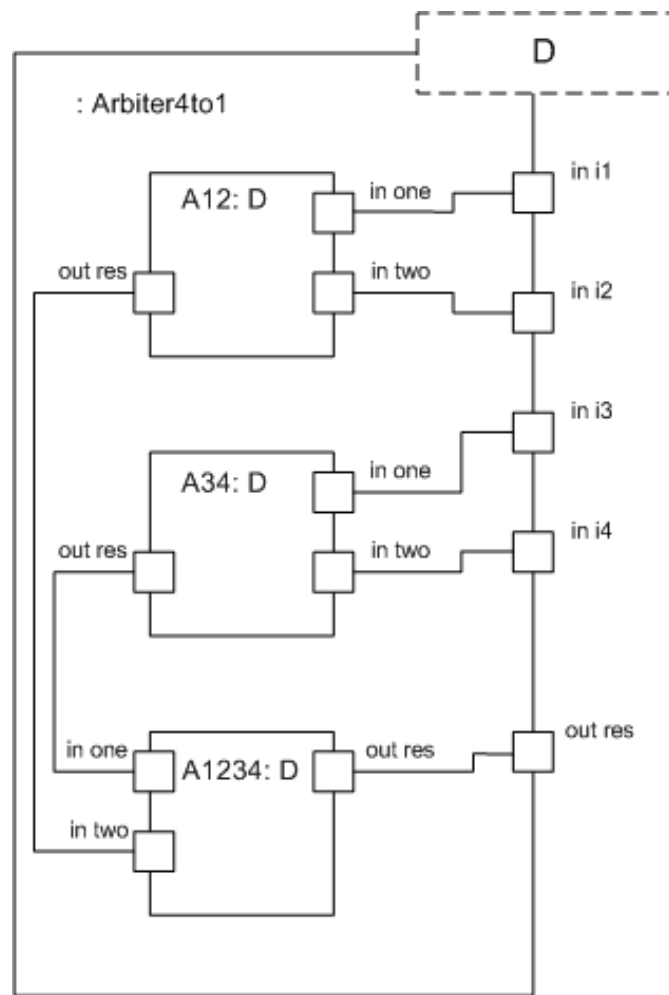 D
: Arbiter4to1
in i1
A12: D
in one
out res
in two
in i2
in i3
A34: D
in one
in i4
out res
in two
out res
in one
A1234: D
out res
in two